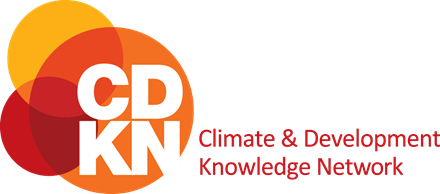 CD
KN
Climate & Development
Knowledge Network